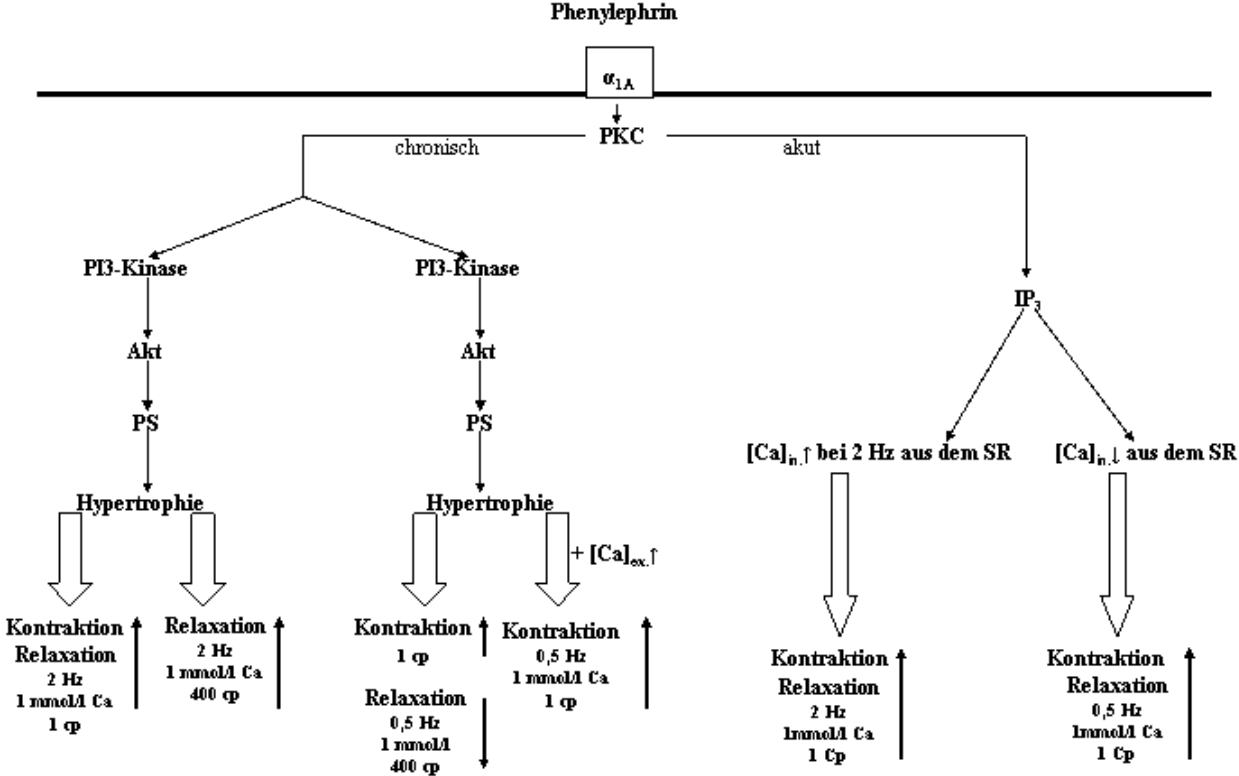 Phenylephrin
α1A
PKC
chronisch
akut
PI3-Kinase
PI3-Kinase
IP3
Akt
Akt
PS
PS
[Ca]in.↑ bei 2 Hz aus dem SR
[Ca]in.↓ aus dem SR
Hypertrophie
Hypertrophie
+ [Ca]ex.↑
Kontraktion
Relaxation
2 Hz
1 mmol/l Ca
1 cp
Relaxation
2 Hz
1 mmol/l Ca
400 cp
Kontraktion
1 cp
Relaxation
0,5 Hz
1 mmol/l
400 cp
Kontraktion
0,5 Hz
1 mmol/l Ca
1 cp
Kontraktion
Relaxation
2 Hz
1mmol/l Ca
1 Cp
Kontraktion
Relaxation
0,5 Hz
1mmol/l Ca
1 Cp